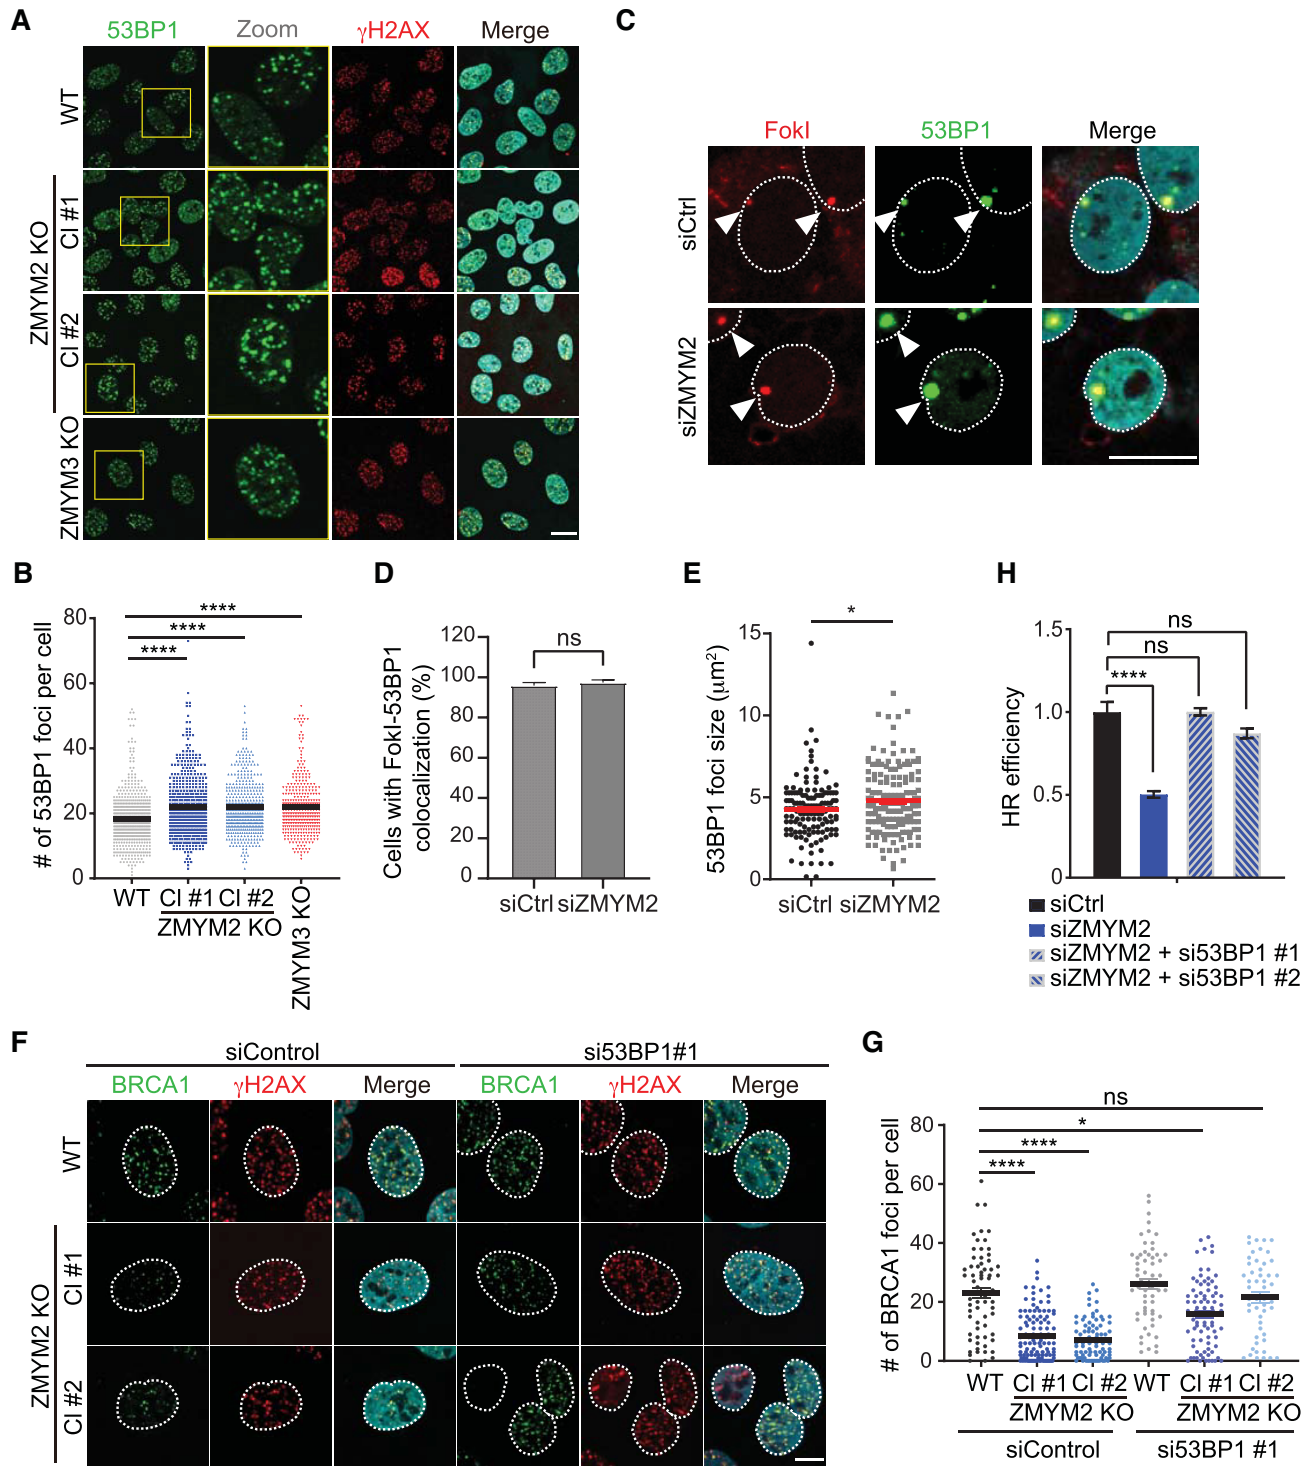 A
53BP1 Zoom γH2AX Merge
WT
ZMYM2 KO
Cl #1
Cl #2
ZMYM3 KO
C
FokI 53BP1 Merge
siCtrl
siZMYM2
B
# of 53BP1 foci per cell
80
60
40
20
0
****
****
****
WT Cl #1 Cl #2
ZMYM2 KO
ZMYM3 KO
D
Cells with FokI-53BP1
colocalization (%)
120
100
80
60
40
20
0
ns
siCtrl siZMYM2
E
53BP1 foci size (μm²)
15
10
5
0
*
siCtrl siZMYM2
H
HR efficiency
1.5
1.0
0.5
0
ns
ns
****
siCtrl
siZMYM2
siZMYM2 + si53BP1 #1
siZMYM2 + si53BP1 #2
F
siControl si53BP1#1
BRCA1 γH2AX Merge BRCA1 γH2AX Merge
WT
ZMYM2 KO
Cl #1
Cl #2
G
# of BRCA1 foci per cell
80
60
40
20
0
ns
*
****
****
WT Cl #1 Cl #2 WT Cl #1 Cl #2
ZMYM2 KO ZMYM2 KO
siControl si53BP1 #1